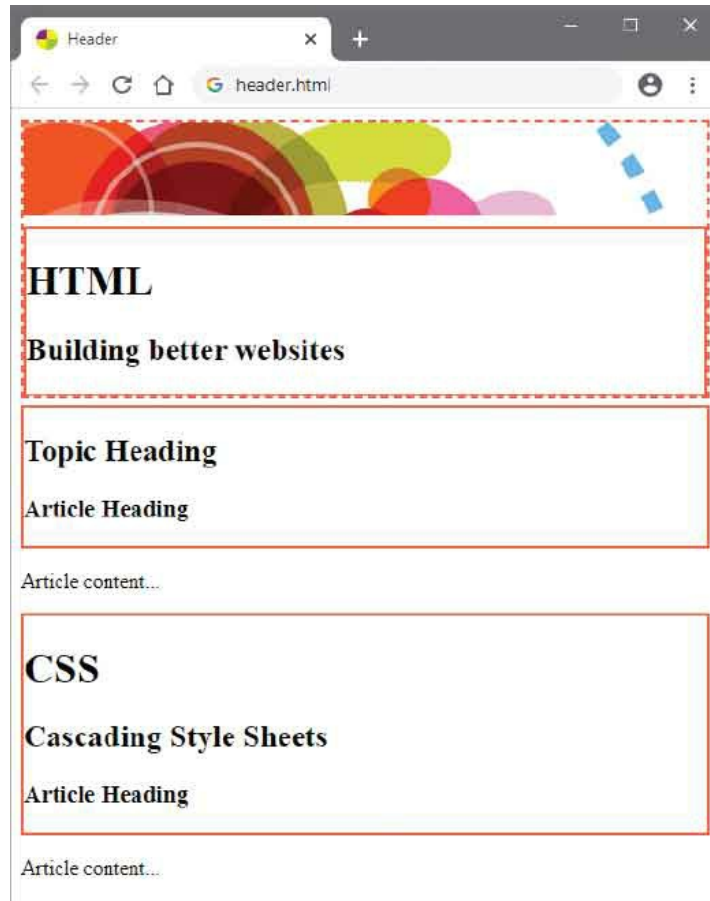 Header
header.html
HTML
Building better websites
Topic Heading
Article Heading
Article content...
CSS
Cascading Style Sheets
Article Heading
Article content...